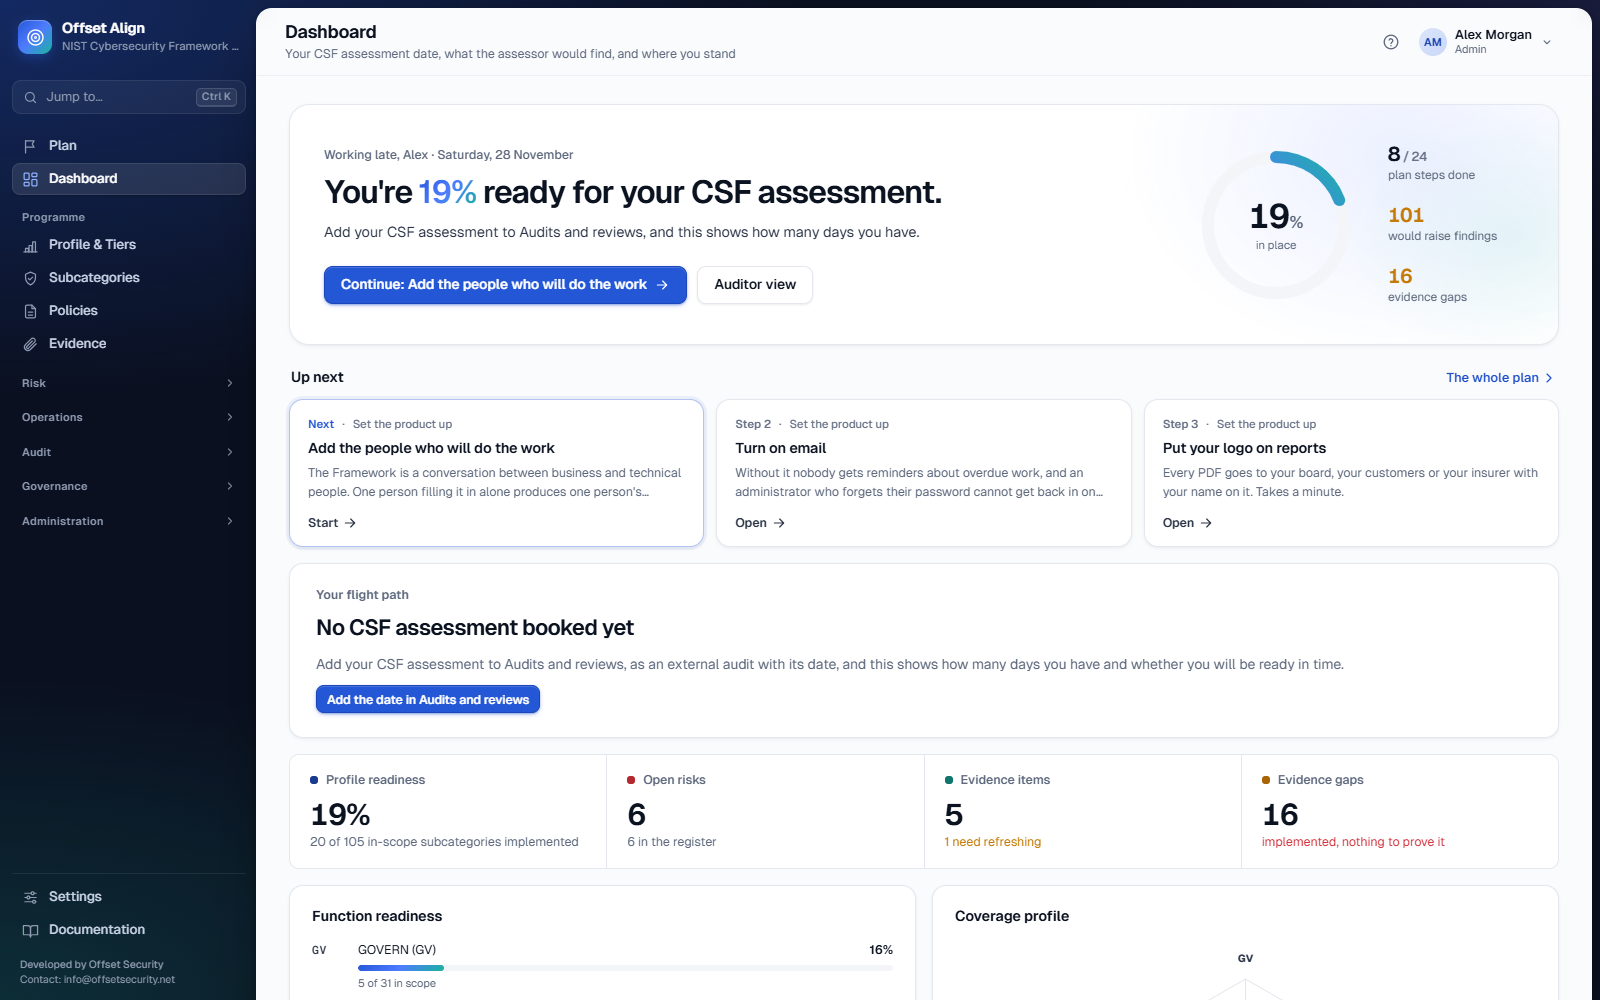 Offset Align
NIST Cybersecurity Framework ...
Jump to...
Ctrl K
Plan
Dashboard
Programme
Profile & Tiers
Subcategories
Policies
Evidence
Risk
Operations
Audit
Governance
Administration
Settings
Documentation
Developed by Offset Security
Contact: info@offsetsecurity.net
Dashboard
Your CSF assessment date, what the assessor would find, and where you stand
AM
Alex Morgan
Admin
Working late, Alex · Saturday, 28 November
You're 19% ready for your CSF assessment.
Add your CSF assessment to Audits and reviews, and this shows how many days you have.
Continue: Add the people who will do the work →
Auditor view
19%
in place
8 / 24
plan steps done
101
would raise findings
16
evidence gaps
Up next
The whole plan
Next · Set the product up
Add the people who will do the work
The Framework is a conversation between business and technical
people. One person filling it in alone produces one person's...
Start →
Step 2 · Set the product up
Turn on email
Without it nobody gets reminders about overdue work, and an
administrator who forgets their password cannot get back in on...
Open →
Step 3 · Set the product up
Put your logo on reports
Every PDF goes to your board, your customers or your insurer with
your name on it. Takes a minute.
Open →
Your flight path
No CSF assessment booked yet
Add your CSF assessment to Audits and reviews, as an external audit with its date, and this shows how many days you have and whether you will be ready in time.
Add the date in Audits and reviews
Profile readiness
19%
20 of 105 in-scope subcategories implemented
Open risks
6
6 in the register
Evidence items
5
1 need refreshing
Evidence gaps
16
implemented, nothing to prove it
Function readiness
GV GOVERN (GV) 16%
5 of 31 in scope
Coverage profile
GV